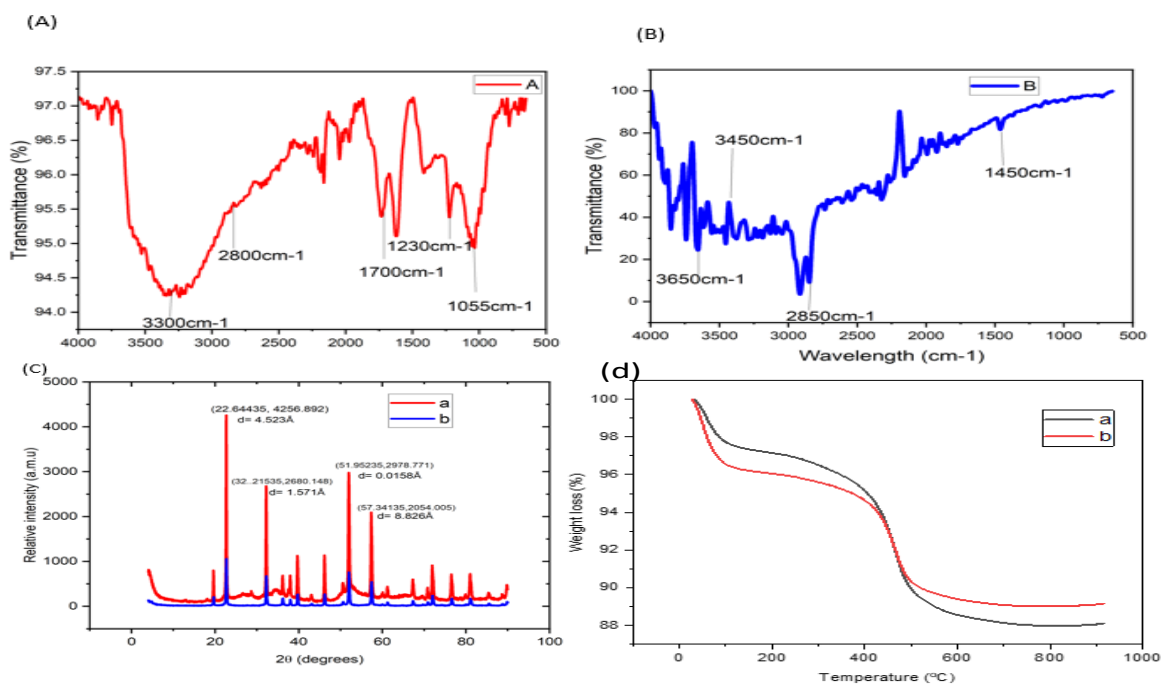 (A)
97.5
97.0
96.5
96.0
95.5
95.0
94.5
94.0
Transmittance (%)
A
2800cm-1
1230cm-1
1700cm-1
1055cm-1
3300cm-1
4000 3500 3000 2500 2000 1500 1000 500
(B)
100
80
60
40
20
0
Transmittance (%)
B
3450cm-1
1450cm-1
3650cm-1
2850cm-1
4000 3500 3000 2500 2000 1500 1000 500
Wavelength (cm-1)
(C)
5000
4000
3000
2000
1000
0
Relative intensity (a.m.u)
a
b
(22.64435, 4256.892)
d= 4.523Å
(51.95235,2978.771)
d= 0.0158Å
(32..21535,2680.148)
d= 1.571Å
(57.34135,2054.005)
d= 8.826Å
0 20 40 60 80 100
2θ (degrees)
(d)
100
98
96
94
92
90
88
Weight loss (%)
a
b
0 200 400 600 800 1000
Temperature (ºC)